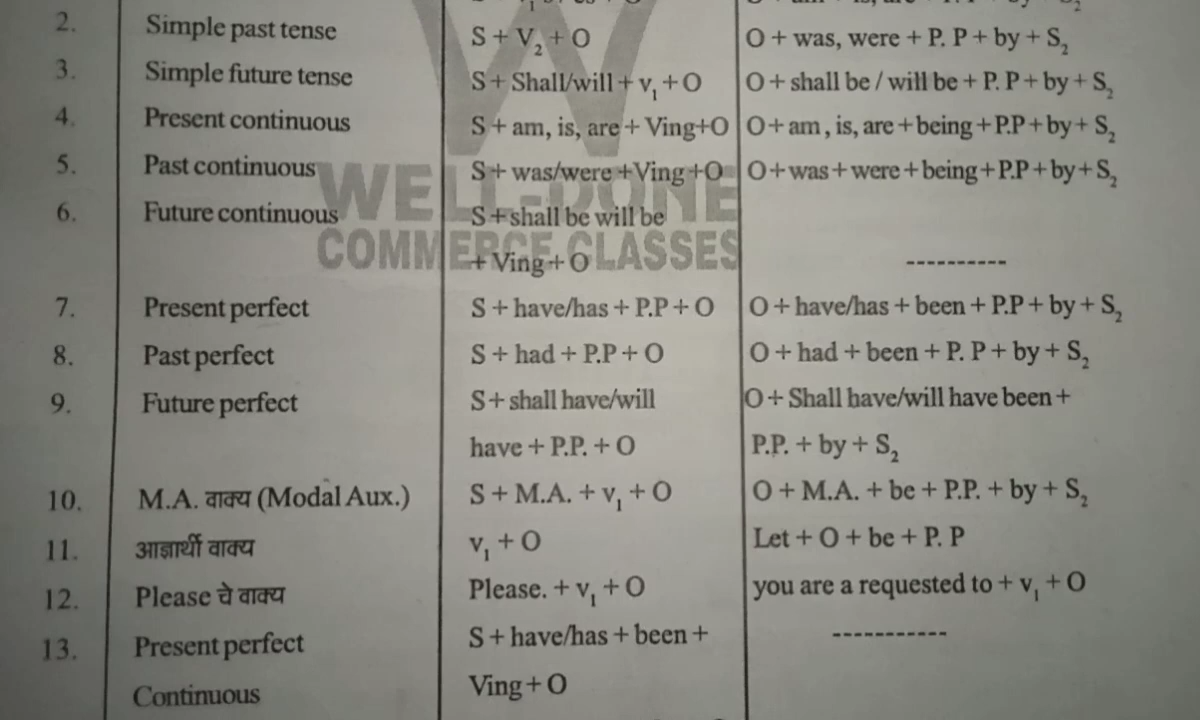 2. Simple past tense S + V2 + O O + was, were + P. P + by + S2
3. Simple future tense S + Shall/will + v1 + O O + shall be / will be + P. P + by + S2
4. Present continuous S + am, is, are + Ving+O O + am , is, are + being + P.P + by + S2
5. Past continuous S + was/were + Ving + O O + was + were + being + P.P + by + S2
WELL-DONE
6. Future continuous S + shall be will be
COMMERCE CLASSES
+ Ving + O ----------
7. Present perfect S + have/has + P.P + O O + have/has + been + P.P + by + S2
8. Past perfect S + had + P.P + O O + had + been + P. P + by + S2
9. Future perfect S + shall have/will O + Shall have/will have been +
have + P.P. + O P.P. + by + S2
10. M.A. वाक्य (Modal Aux.) S + M.A. + v1 + O O + M.A. + be + P.P. + by + S2
11. आज्ञार्थी वाक्य v1 + O Let + O + be + P. P
12. Please चे वाक्य Please. + v1 + O you are a requested to + v1 + O
13. Present perfect S + have/has + been + -----------
Continuous Ving + O